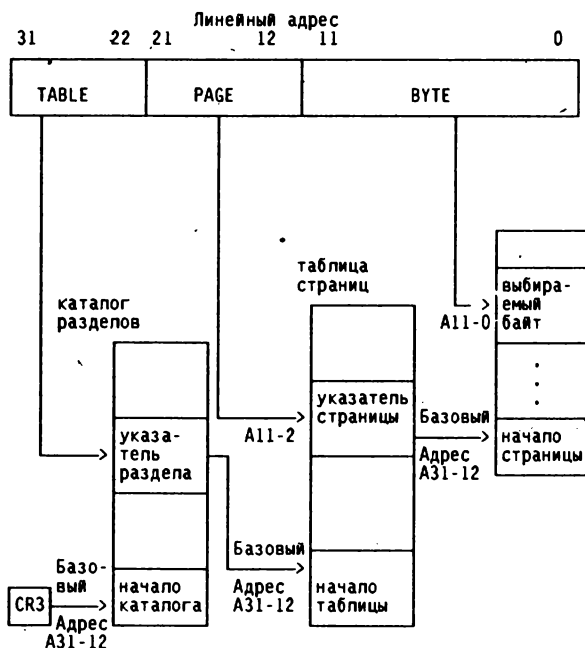 Линейный адрес
31 22 21 12 11 0
TABLE PAGE BYTE
таблица
страниц
каталог
разделов
выбира-
емый
байт
A11-0
указатель
страницы
A11-2
Базовый
Адрес
A31-12
начало
страницы
указа-
тель
раздела
Базовый
Адрес
A31-12
начало
таблицы
Базо-
вый
CR3
Адрес
A31-12
начало
каталога